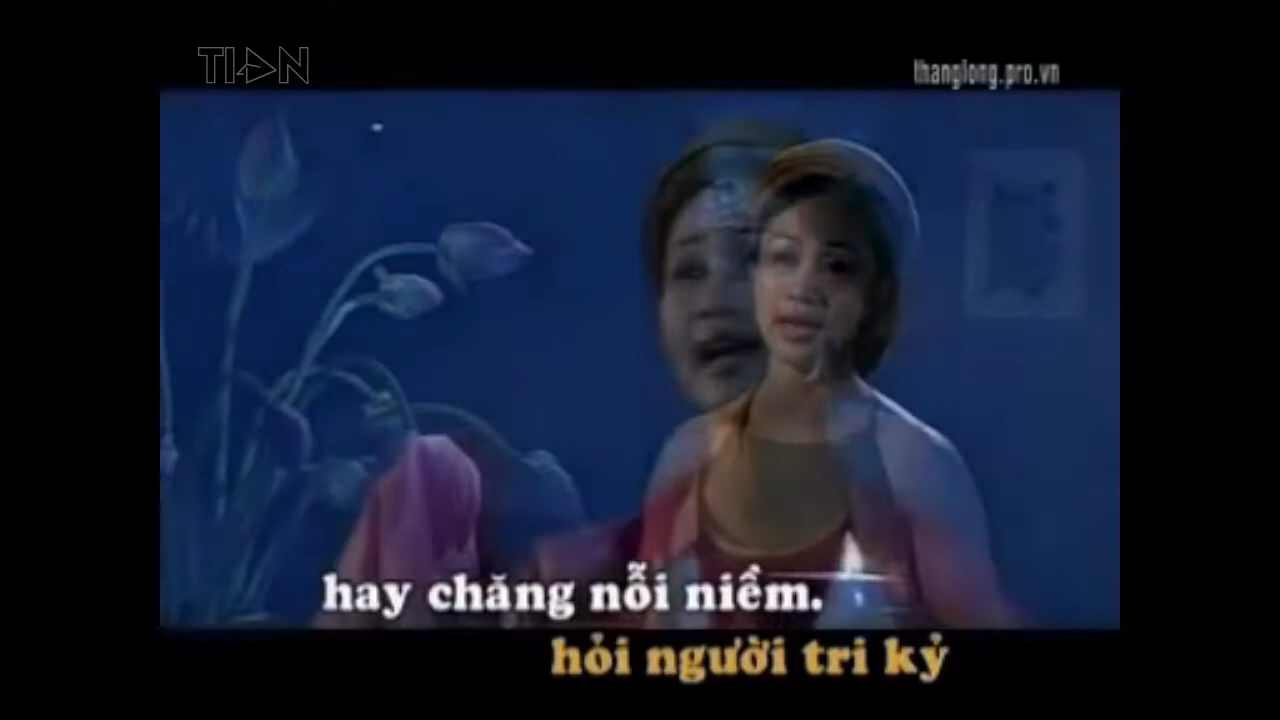 TIAN
thanglong.pro.vn
hay chăng nỗi niềm.
hỏi người tri kỷ